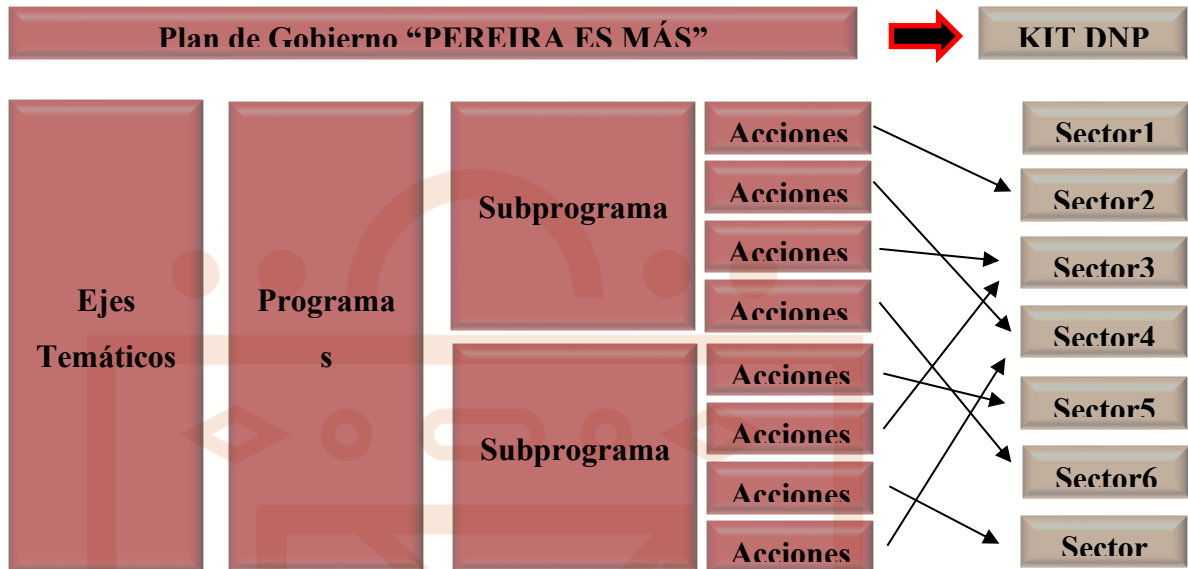 Plan de Gobierno “PEREIRA ES MÁS”
KIT DNP
Ejes
Temáticos
Programa
s
Subprograma
Subprograma
Acciones
Acciones
Acciones
Acciones
Acciones
Acciones
Acciones
Acciones
Sector1
Sector2
Sector3
Sector4
Sector5
Sector6
Sector